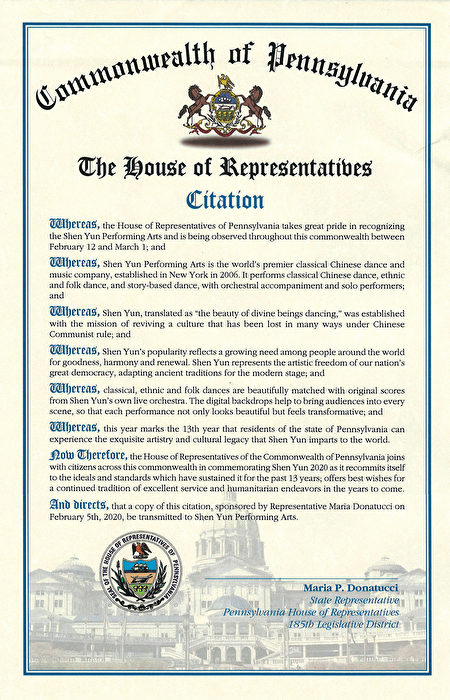 Commonwealth of Pennsylvania
The House of Representatives
Citation
Whereas, the House of Representatives of Pennsylvania takes great pride in recognizing
the Shen Yun Performing Arts and is being observed throughout this commonwealth between
February 12 and March 1; and
Whereas, Shen Yun Performing Arts is the world's premier classical Chinese dance and
music company, established in New York in 2006. It performs classical Chinese dance, ethnic
and folk dance, and story-based dance, with orchestral accompaniment and solo performers;
and
Whereas, Shen Yun, translated as "the beauty of divine beings dancing," was established
with the mission of reviving a culture that has been lost in many ways under Chinese
Communist rule; and
Whereas, Shen Yun's popularity reflects a growing need among people around the world
for goodness, harmony and renewal. Shen Yun represents the artistic freedom of our nation's
great democracy, adapting ancient traditions for the modern stage; and
Whereas, classical, ethnic and folk dances are beautifully matched with original scores
from Shen Yun's own live orchestra. The digital backdrops help to bring audiences into every
scene, so that each performance not only looks beautiful but feels transformative; and
Whereas, this year marks the 13th year that residents of the state of Pennsylvania can
experience the exquisite artistry and cultural legacy that Shen Yun imparts to the world.
Now Therefore, the House of Representatives of the Commonwealth of Pennsylvania joins
with citizens across this commonwealth in commemorating Shen Yun 2020 as it recommits itself
to the ideals and standards which have sustained it for the past 13 years; offers best wishes for
a continued tradition of excellent service and humanitarian endeavors in the years to come.
And directs, that a copy of this citation, sponsored by Representative Maria Donatucci on
February 5th, 2020, be transmitted to Shen Yun Performing Arts.
SEAL OF THE HOUSE OF REPRESENTATIVES
PENNSYLVANIA
Maria P. Donatucci
State Representative
Pennsylvania House of Representatives
185th Legislative District